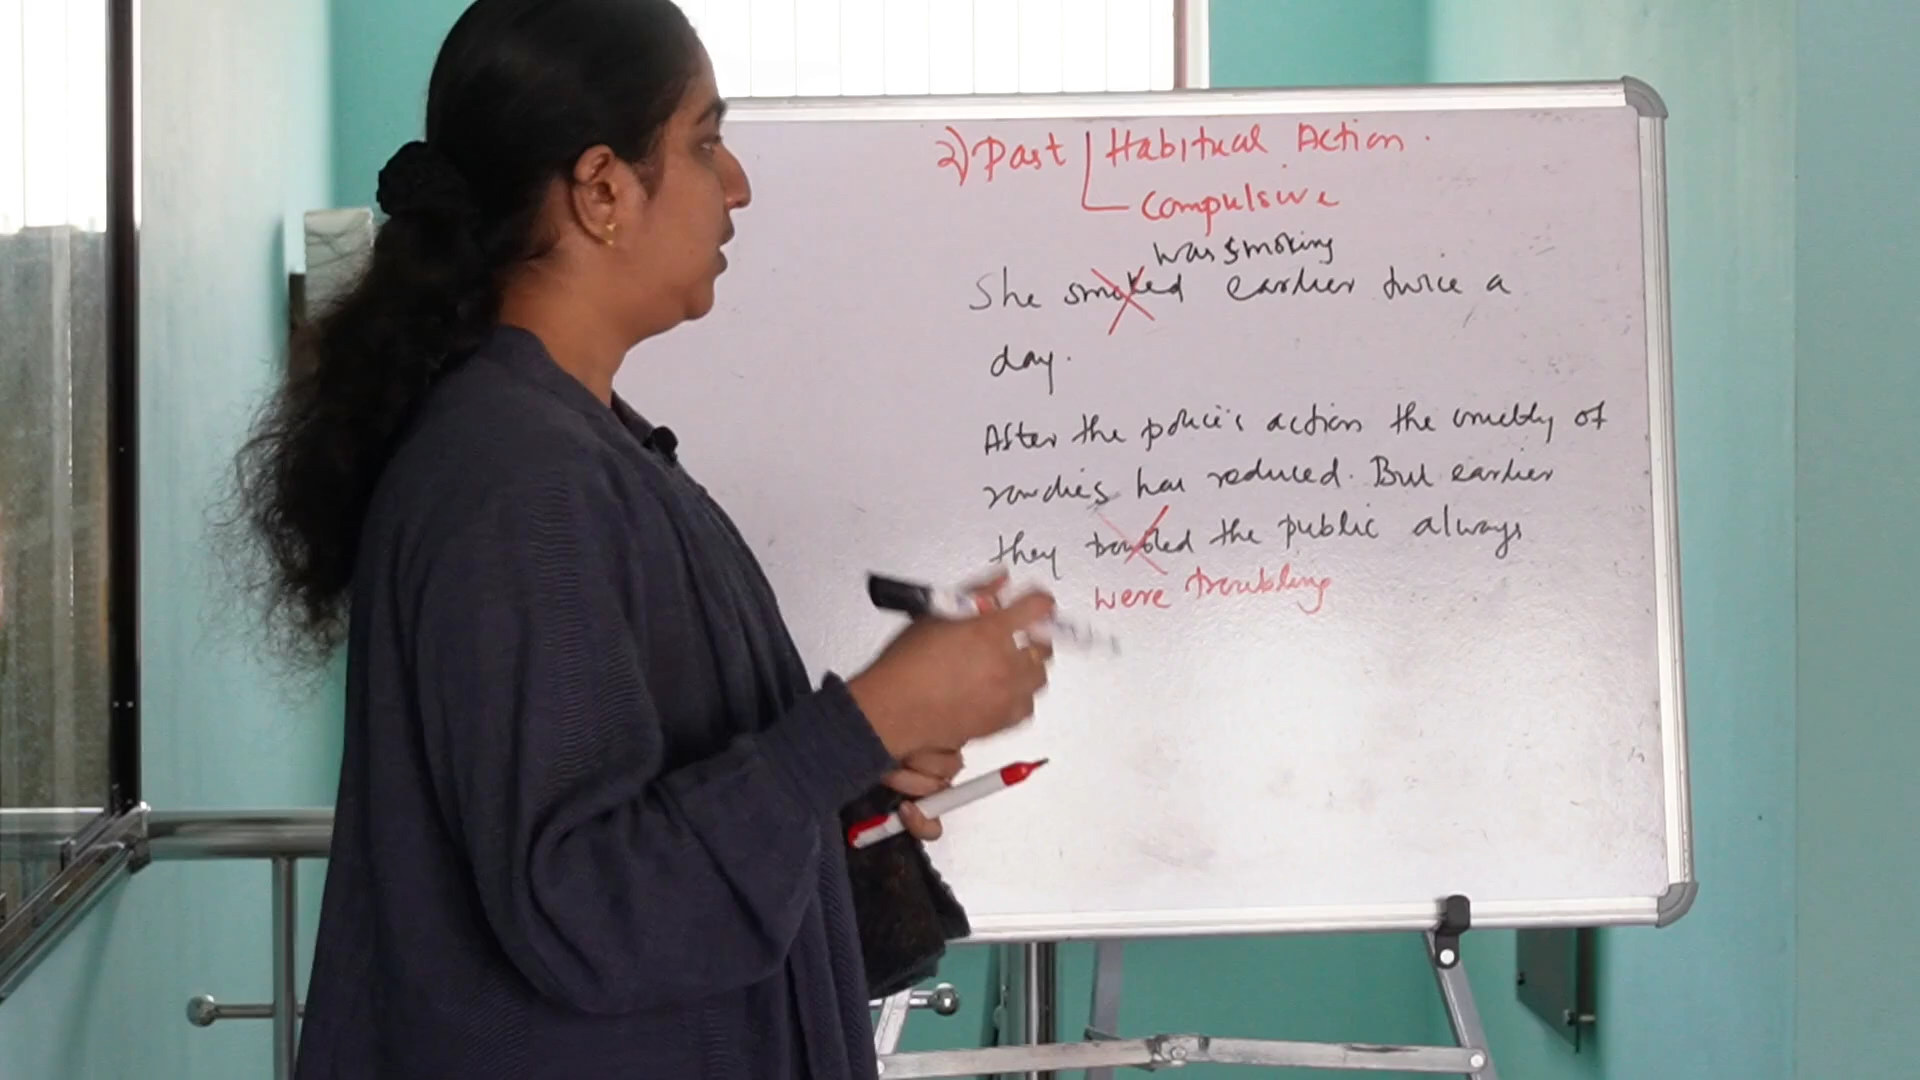 2) Past Habitual Action.
Compulsive
was smoking
She smoked earlier twice a
day.
After the police's action the cruelty of
rowdies has reduced. But earlier
they troubled the public always
were troubling